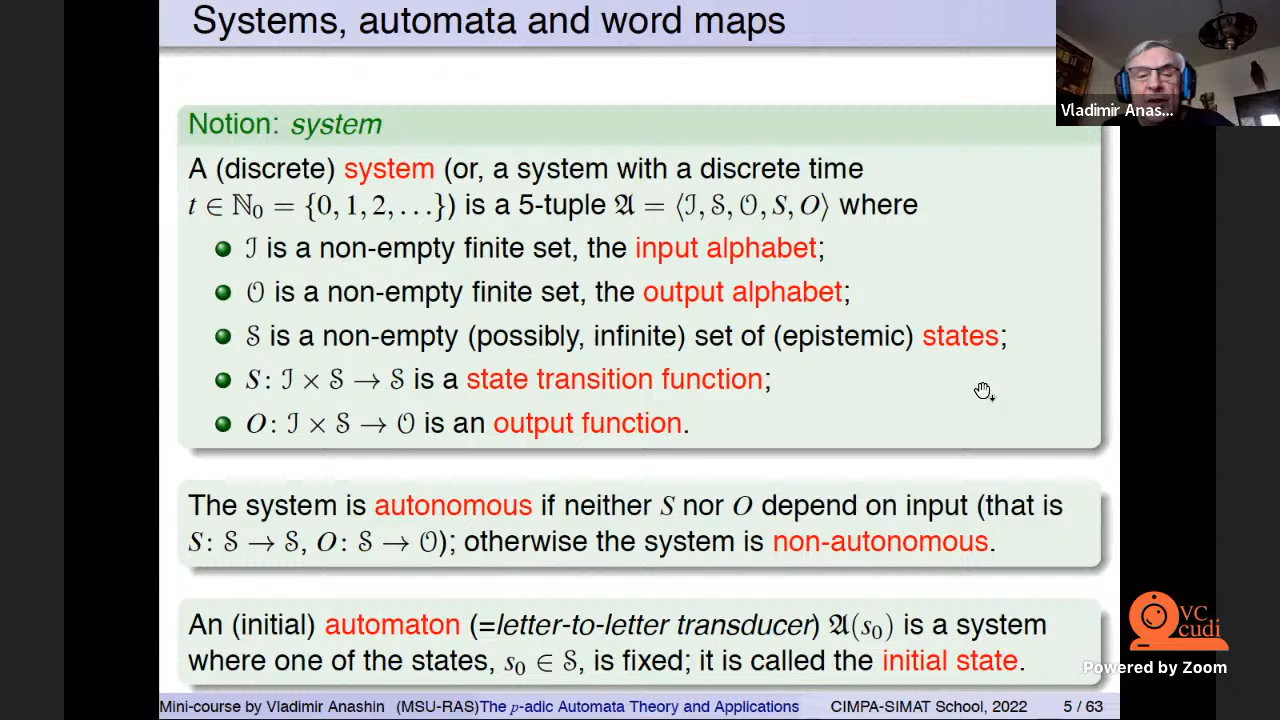 Systems, automata and word maps
Vladimir Anas...
Notion: system
A (discrete) system (or, a system with a discrete time
t ∈ ℕ₀ = {0, 1, 2, . . .}) is a 5-tuple 𝔄 = ⟨ℐ, 𝒮, 𝒪, S, O⟩ where
ℐ is a non-empty finite set, the input alphabet;
𝒪 is a non-empty finite set, the output alphabet;
𝒮 is a non-empty (possibly, infinite) set of (epistemic) states;
S: ℐ × 𝒮 → 𝒮 is a state transition function;
O: ℐ × 𝒮 → 𝒪 is an output function.
The system is autonomous if neither S nor O depend on input (that is
S: 𝒮 → 𝒮, O: 𝒮 → 𝒪); otherwise the system is non-autonomous.
An (initial) automaton (=letter-to-letter transducer) 𝔄(s₀) is a system
where one of the states, s₀ ∈ 𝒮, is fixed; it is called the initial state.
VC
cudi
Powered by Zoom
Mini-course by Vladimir Anashin (MSU-RAS) The p-adic Automata Theory and Applications CIMPA-SIMAT School, 2022 5 / 63